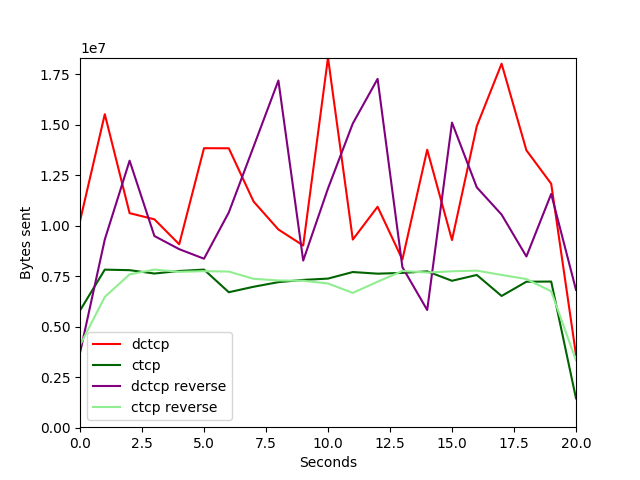 1e7
1.75
1.50
1.25
1.00
0.75
0.50
0.25
0.00
Bytes sent
dctcp
ctcp
dctcp reverse
ctcp reverse
0.0 2.5 5.0 7.5 10.0 12.5 15.0 17.5 20.0
Seconds